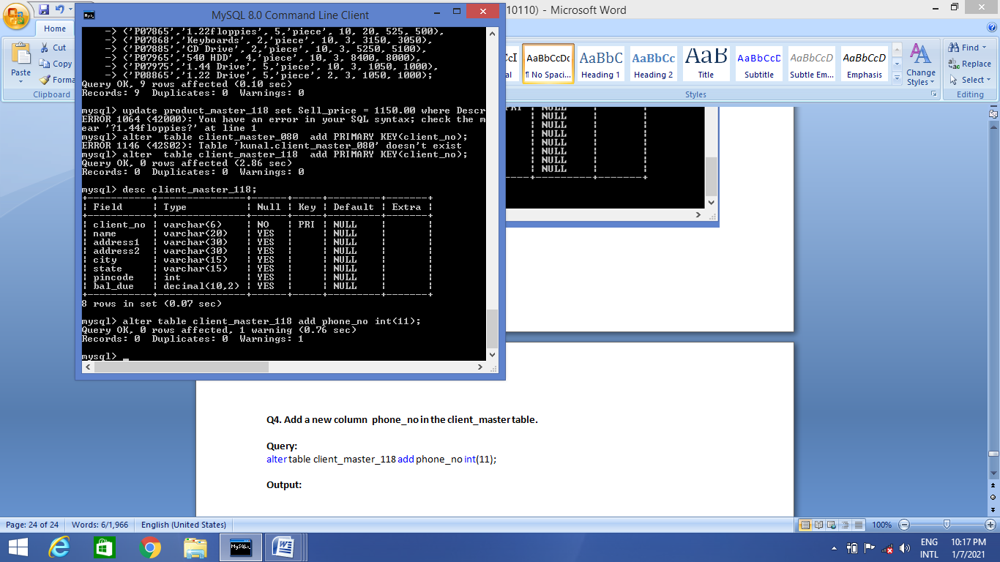 MySQL 8.0 Command Line Client
10110) - Microsoft Word
Home
Cut
Copy
Forma
Paste
Clipboard
-> ('P07865','1.22floppies', 5,'piece', 10, 20, 525, 500),
-> ('P07868','Keyboards', 2,'piece', 10, 3, 3150, 3050),
-> ('P07885','CD Drive', 2,'piece', 10, 3, 5250, 5100),
-> ('P07965','540 HDD', 4,'piece', 10, 3, 8400, 8000),
-> ('P07975','1.44 Drive', 5,'piece', 10, 3, 1050, 1000),
-> ('P08865','1.22 Drive', 5,'piece', 2, 3, 1050, 1000);
Query OK, 9 rows affected (0.10 sec)
Records: 9  Duplicates: 0  Warnings: 0
mysql> update product_master_118 set Sell_price = 1150.00 where Descr
ERROR 1064 (42000): You have an error in your SQL syntax; check the m
ear '?1.44floppies?' at line 1
mysql> alter  table client_master_080  add PRIMARY KEY(client_no);
ERROR 1146 (42S02): Table 'kunal.client_master_080' doesn't exist
mysql> alter  table client_master_118  add PRIMARY KEY(client_no);
Query OK, 0 rows affected (2.86 sec)
Records: 0  Duplicates: 0  Warnings: 0
mysql> desc client_master_118;
+-----------+---------------+------+-----+---------+-------+
| Field     | Type          | Null | Key | Default | Extra |
+-----------+---------------+------+-----+---------+-------+
| client_no | varchar(6)    | NO   | PRI | NULL    |       |
| name      | varchar(20)   | YES  |     | NULL    |       |
| address1  | varchar(30)   | YES  |     | NULL    |       |
| address2  | varchar(30)   | YES  |     | NULL    |       |
| city      | varchar(15)   | YES  |     | NULL    |       |
| state     | varchar(15)   | YES  |     | NULL    |       |
| pincode   | int           | YES  |     | NULL    |       |
| bal_due   | decimal(10,2) | YES  |     | NULL    |       |
+-----------+---------------+------+-----+---------+-------+
8 rows in set (0.07 sec)
mysql> alter table client_master_118 add phone_no int(11);
Query OK, 0 rows affected, 1 warning (0.76 sec)
Records: 0  Duplicates: 0  Warnings: 1
mysql> _
CcI AaBbCcDc AaBbC AaBbCc AaB AaBbCcD AaBbCcD AaBbCcD
al ¶ No Spaci... Heading 1 Heading 2 Title Subtitle Subtle Em... Emphasis
Change
Styles
Styles
Find
Replace
Select
Editing
PRI | NULL
| NULL
| NULL
| NULL
| NULL
| NULL
| NULL
| NULL
Q4. Add a new column  phone_no in the client_master table.
Query:
alter table client_master_118 add phone_no int(11);
Output:
Page: 24 of 24 Words: 6/1,966 English (United States) 100%
MySQL
ENG 10:17 PM
INTL 1/7/2021